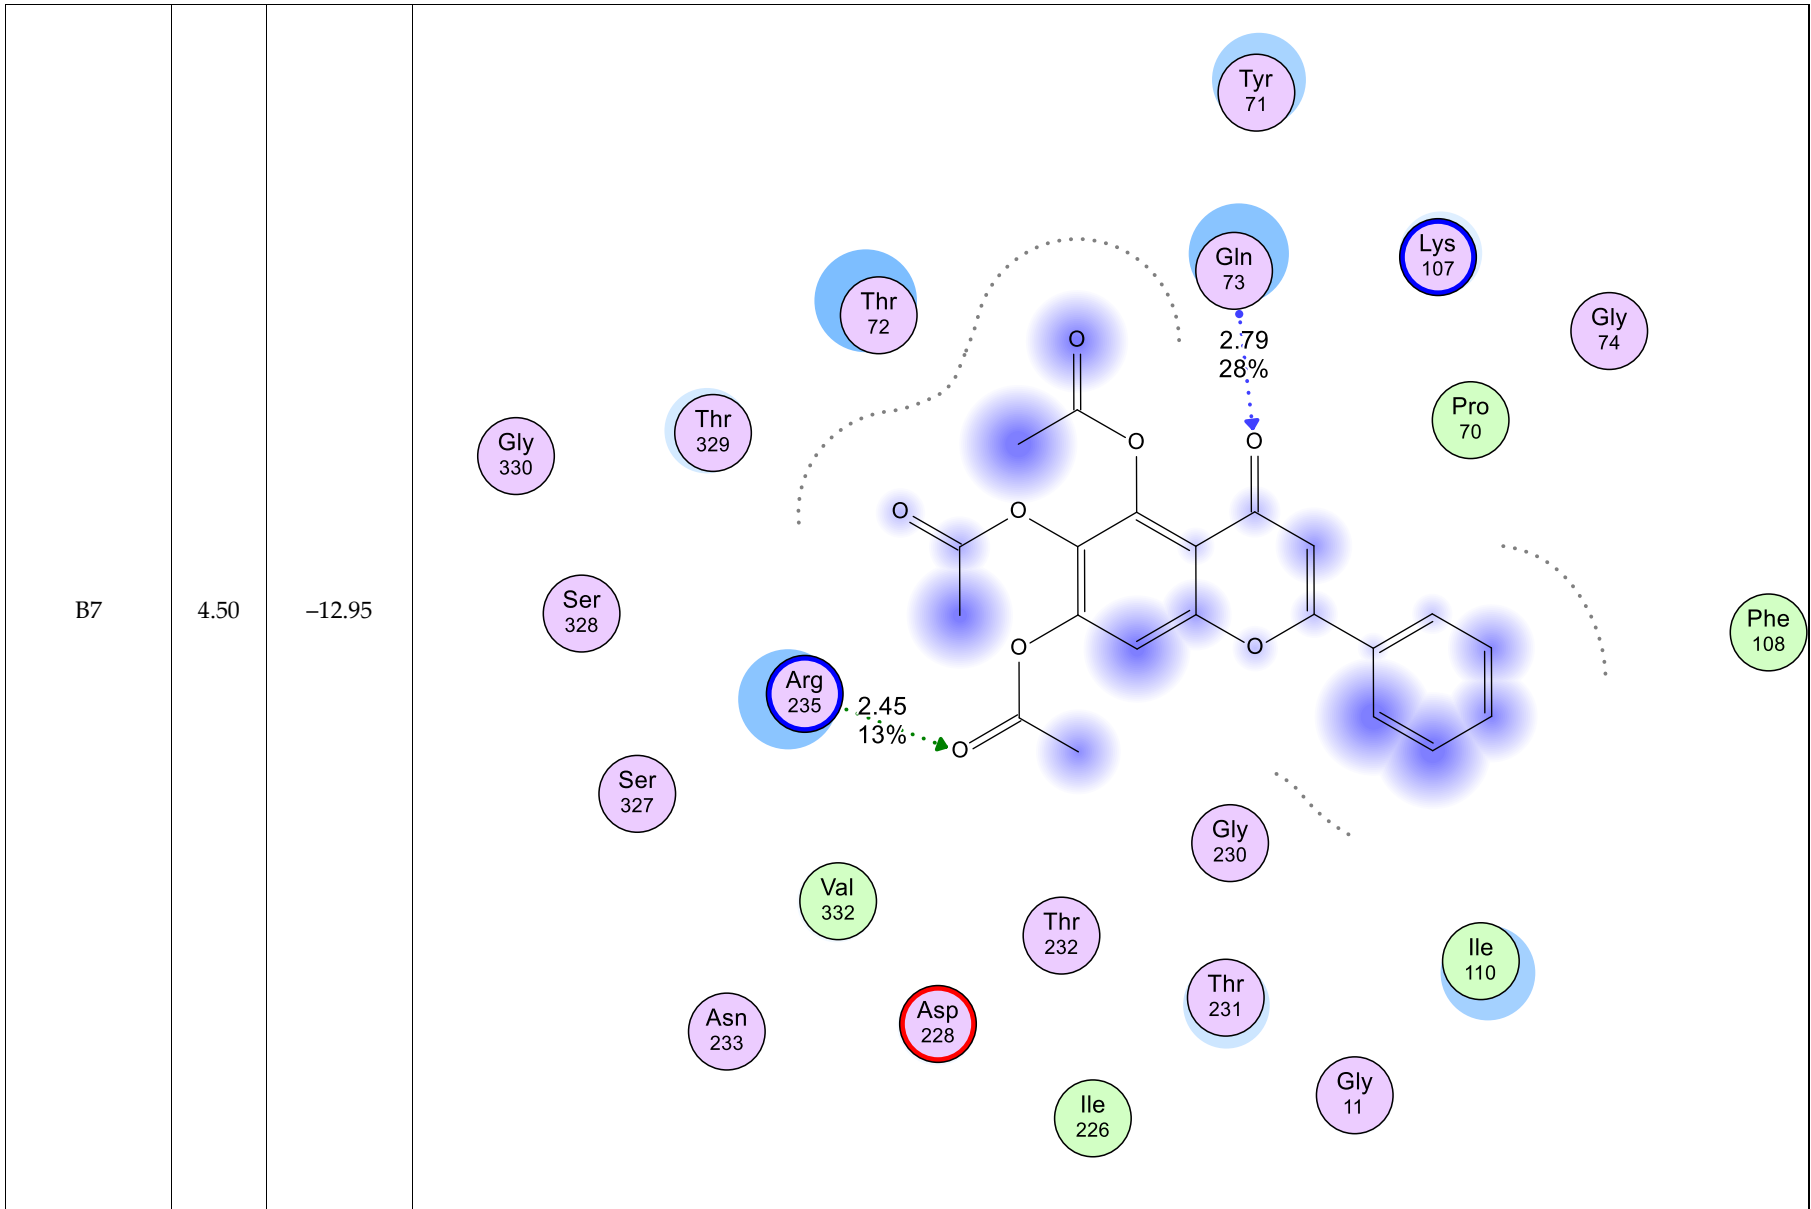 Tyr
71
Gln
73
Lys
107
Thr
72
Gly
74
2.79
28%
O
Pro
70
Thr
329
Gly
330
O
O
O
O
Ser
328
B7
4.50
−12.95
Phe
108
O
O
Arg
235
2.45
13%
O
Ser
327
Gly
230
Val
332
Thr
232
Ile
110
Thr
231
Asn
233
Asp
228
Gly
11
Ile
226